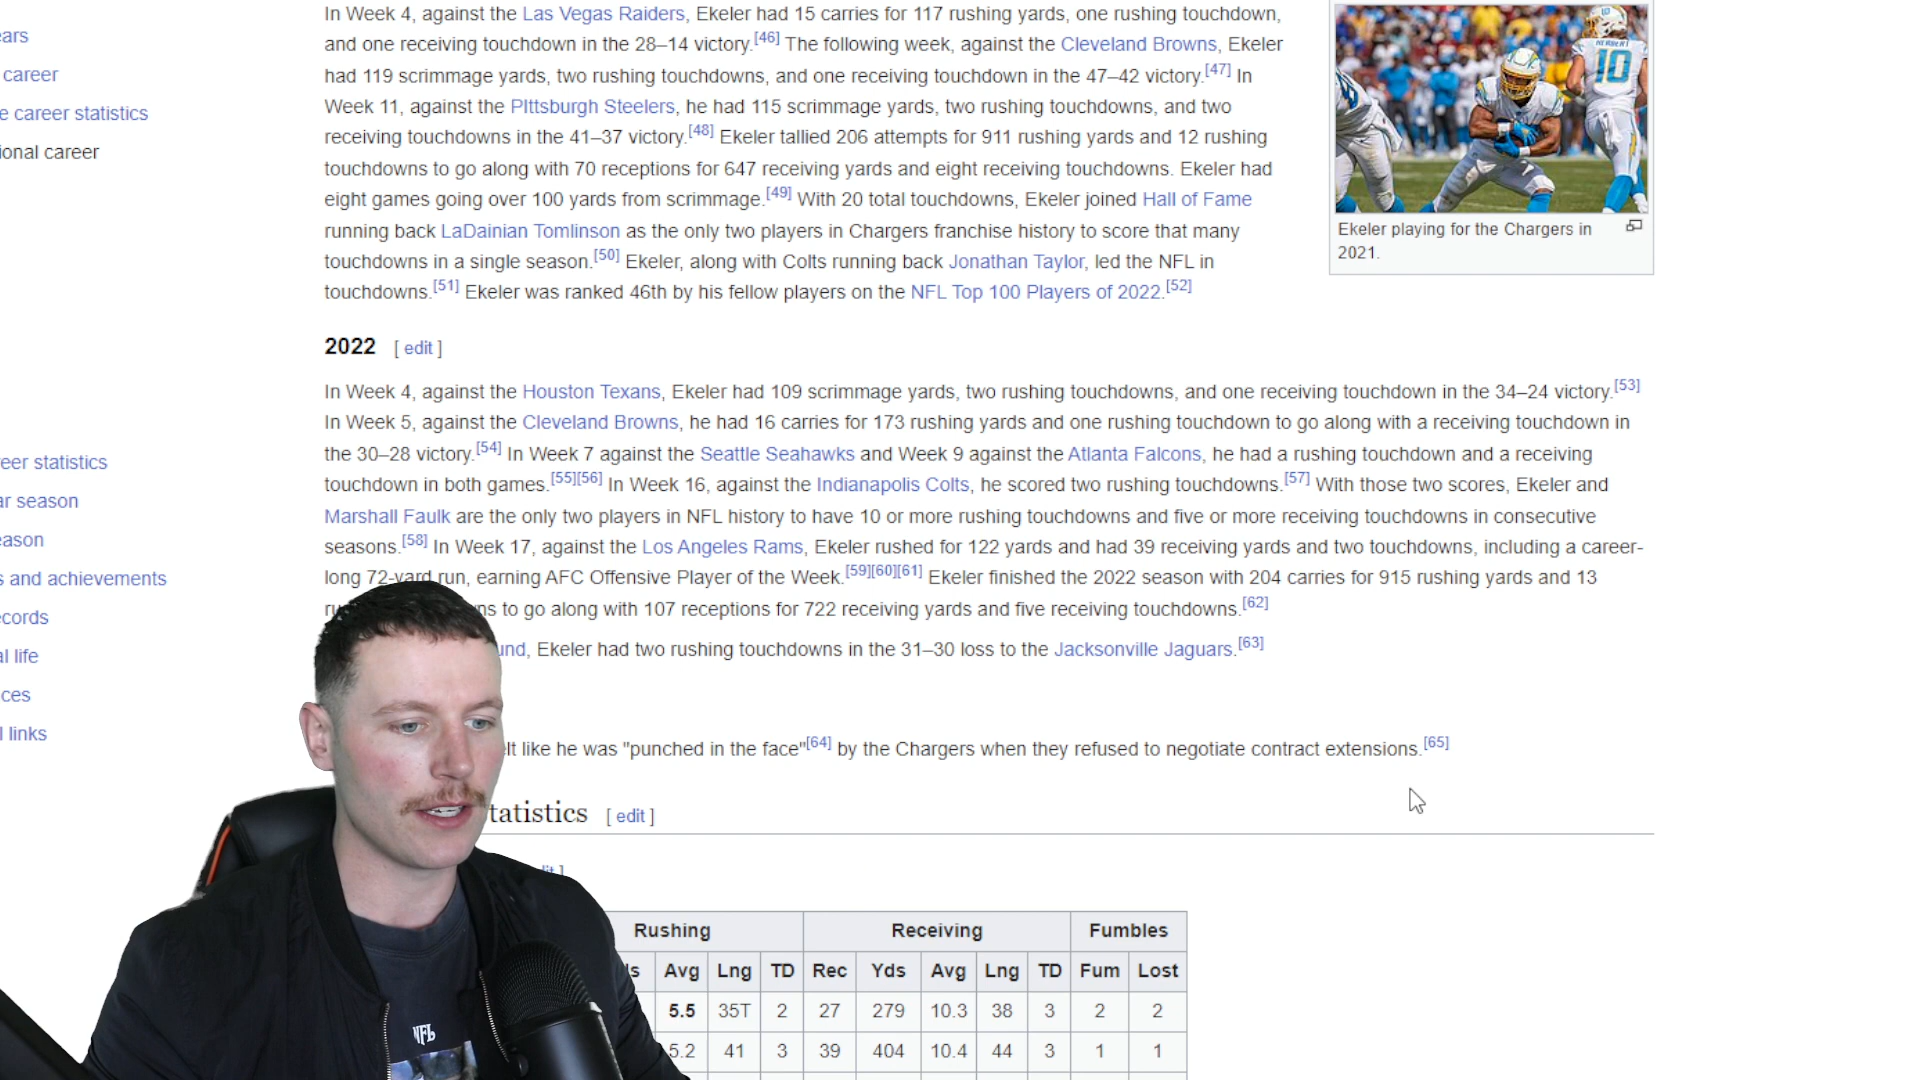 ears
career
e career statistics
ional career
eer statistics
ar season
eason
s and achievements
ecords
al life
ces
l links
In Week 4, against the Las Vegas Raiders, Ekeler had 15 carries for 117 rushing yards, one rushing touchdown,
and one receiving touchdown in the 28–14 victory.[46] The following week, against the Cleveland Browns, Ekeler
had 119 scrimmage yards, two rushing touchdowns, and one receiving touchdown in the 47–42 victory.[47] In
Week 11, against the PIttsburgh Steelers, he had 115 scrimmage yards, two rushing touchdowns, and two
receiving touchdowns in the 41–37 victory.[48] Ekeler tallied 206 attempts for 911 rushing yards and 12 rushing
touchdowns to go along with 70 receptions for 647 receiving yards and eight receiving touchdowns. Ekeler had
eight games going over 100 yards from scrimmage.[49] With 20 total touchdowns, Ekeler joined Hall of Fame
running back LaDainian Tomlinson as the only two players in Chargers franchise history to score that many
touchdowns in a single season.[50] Ekeler, along with Colts running back Jonathan Taylor, led the NFL in
touchdowns.[51] Ekeler was ranked 46th by his fellow players on the NFL Top 100 Players of 2022.[52]
HERBERT
10
Ekeler playing for the Chargers in
2021.
2022 [ edit ]
In Week 4, against the Houston Texans, Ekeler had 109 scrimmage yards, two rushing touchdowns, and one receiving touchdown in the 34–24 victory.[53]
In Week 5, against the Cleveland Browns, he had 16 carries for 173 rushing yards and one rushing touchdown to go along with a receiving touchdown in
the 30–28 victory.[54] In Week 7 against the Seattle Seahawks and Week 9 against the Atlanta Falcons, he had a rushing touchdown and a receiving
touchdown in both games.[55][56] In Week 16, against the Indianapolis Colts, he scored two rushing touchdowns.[57] With those two scores, Ekeler and
Marshall Faulk are the only two players in NFL history to have 10 or more rushing touchdowns and five or more receiving touchdowns in consecutive
seasons.[58] In Week 17, against the Los Angeles Rams, Ekeler rushed for 122 yards and had 39 receiving yards and two touchdowns, including a career-
long 72-yard run, earning AFC Offensive Player of the Week.[59][60][61] Ekeler finished the 2022 season with 204 carries for 915 rushing yards and 13
ns to go along with 107 receptions for 722 receiving yards and five receiving touchdowns.[62]
und, Ekeler had two rushing touchdowns in the 31–30 loss to the Jacksonville Jaguars.[63]
elt like he was "punched in the face"[64] by the Chargers when they refused to negotiate contract extensions.[65]
tatistics [ edit ]
dit ]
Rushing Receiving Fumbles
ds Avg Lng TD Rec Yds Avg Lng TD Fum Lost
5.5 35T 2 27 279 10.3 38 3 2 2
5.2 41 3 39 404 10.4 44 3 1 1
NFL